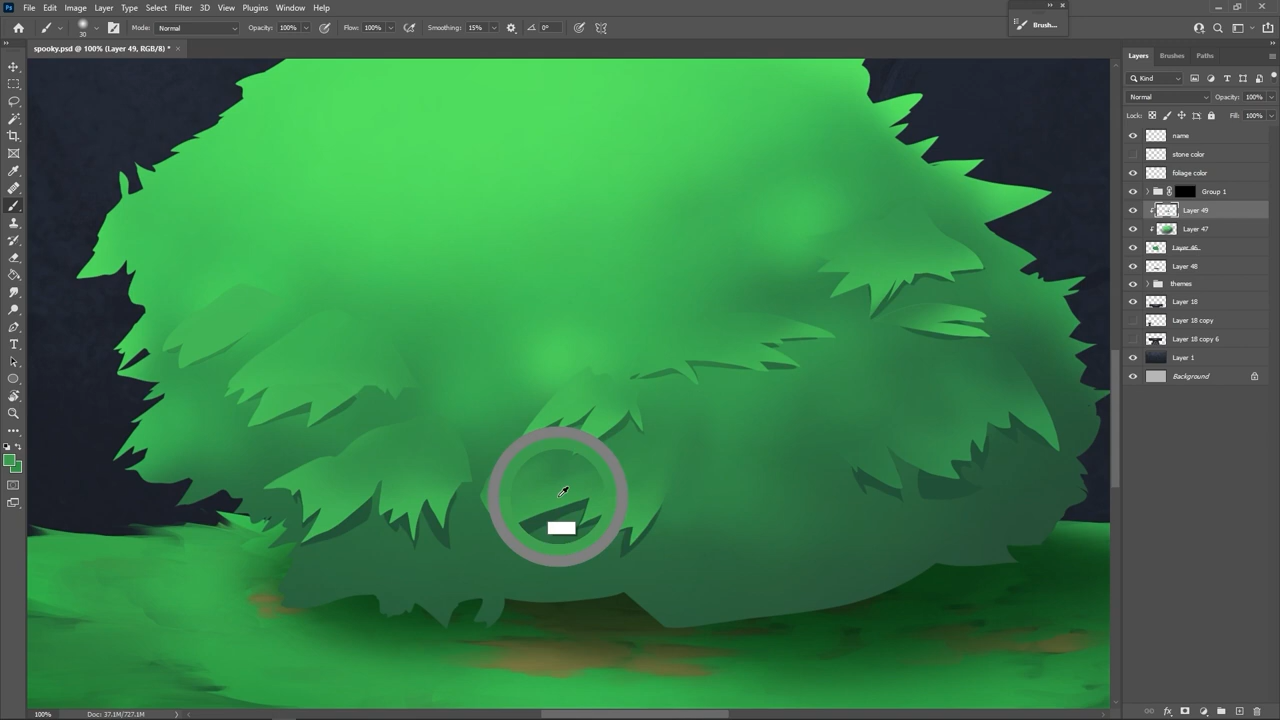 Ps File Edit Image Layer Type Select Filter 3D View Plugins Window Help
Brush...
30 Mode: Normal Opacity: 100% Flow: 100% Smoothing: 15% 0°
spooky.psd @ 100% (Layer 49, RGB/8) *
Layers Brushes Paths
Kind
Normal Opacity: 100%
Lock: Fill: 100%
name
stone color
foliage color
Group 1
Layer 49
Layer 47
Layer 46
Layer 48
themes
Layer 18
Layer 18 copy
Layer 18 copy 6
Layer 1
Background
100% Doc: 37.1M/727.1M
fx